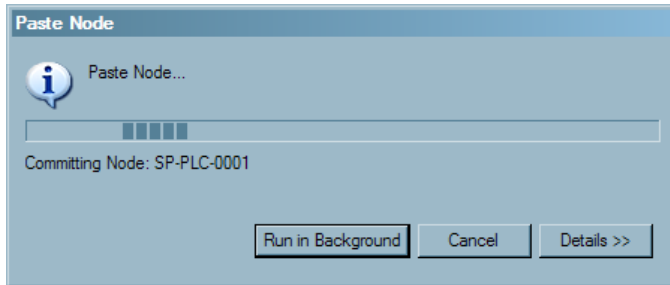 Paste Node
Paste Node...
Committing Node: SP-PLC-0001
Run in Background Cancel Details >>